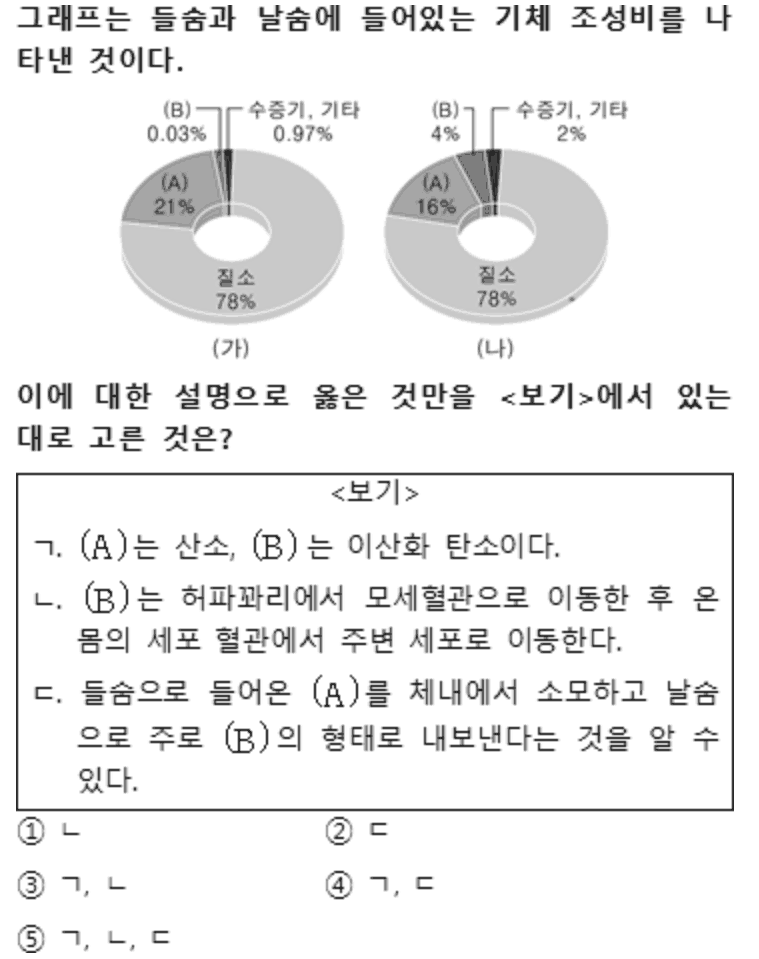 그래프는 들숨과 날숨에 들어있는 기체 조성비를 나
타낸 것이다.
(B) 수증기, 기타
0.03% 0.97%
(A)
21%
질소
78%
(가)
(B) 수증기, 기타
4% 2%
(A)
16%
질소
78%
(나)
이에 대한 설명으로 옳은 것만을 <보기>에서 있는
대로 고른 것은?
<보기>
ㄱ. (A)는 산소, (B)는 이산화 탄소이다.
ㄴ. (B)는 허파꽈리에서 모세혈관으로 이동한 후 온
몸의 세포 혈관에서 주변 세포로 이동한다.
ㄷ. 들숨으로 들어온 (A)를 체내에서 소모하고 날숨
으로 주로 (B)의 형태로 내보낸다는 것을 알 수
있다.
① ㄴ ② ㄷ
③ ㄱ, ㄴ ④ ㄱ, ㄷ
⑤ ㄱ, ㄴ, ㄷ